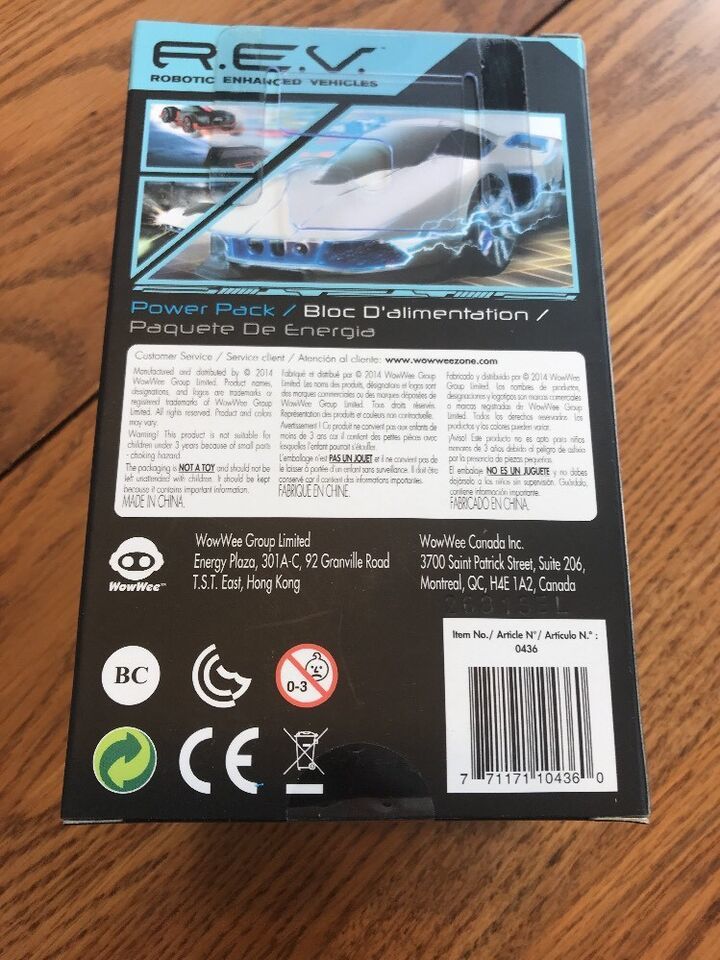 R.E.V.™
ROBOTIC ENHANCED VEHICLES
Power Pack / Bloc D'alimentation /
Paquete De Energia
Customer Service / Service client / Atención al cliente: www.wowweezone.com
Manufactured and distributed by © 2014
WowWee Group Limited. Product names,
designations, and logos are trademarks or
registered trademarks of WowWee Group
Limited. All rights reserved. Product and colors
may vary.
Warning! This product is not suitable for
children under 3 years because of small parts
- choking hazard.
The packaging is NOT A TOY and should not be
left unattended with children. It should be kept
because it contains important information.
MADE IN CHINA.
Fabriqué et distribué par © 2014 WowWee Group
Limited. Les noms des produits, désignations et logos sont
des marques commerciales ou des marques déposées de
WowWee Group Limited. Tous droits réservés.
Représentation des produits et couleurs non contractuelle.
Avertissement ! Ce produit ne convient pas aux enfants de
moins de 3 ans car il contient des petites pièces avec
lesquelles l'enfant pourrait s'étouffer.
L'emballage n'est PAS UN JOUET et il ne convient pas de
le laisser à portée d'un enfant sans surveillance. Il doit être
conservé car il contient des informations importantes.
FABRIQUÉ EN CHINE.
Fabricado y distribuido por © 2014 WowWee
Group Limited. Los nombres de productos,
designaciones y logotipos son marcas comerciales
o marcas registradas de WowWee Group
Limited. Todos los derechos reservados. Los
productos y los colores pueden variar.
¡Aviso! Este producto no es apto para niños
menores de 3 años debido al peligro de asfixia
por la presencia de piezas pequeñas.
El embalaje NO ES UN JUGUETE y no debes
dejarselo a los niños sin supervisión. Guárdalo,
contiene información importante.
FABRICADO EN CHINA.
WowWee™
WowWee Group Limited
Energy Plaza, 301A-C, 92 Granville Road
T.S.T. East, Hong Kong
WowWee Canada Inc.
3700 Saint Patrick Street, Suite 206,
Montreal, QC, H4E 1A2, Canada
Item No./ Article N°/ Artículo N.° :
0436
BC
0-3
CE
7 71171 10436 0